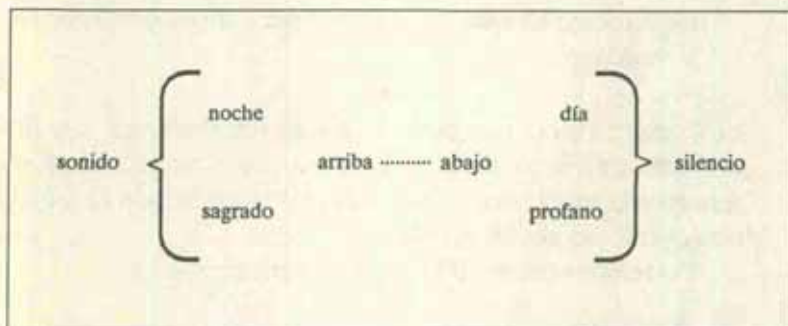 noche día
sonido arriba .......... abajo silencio
sagrado profano